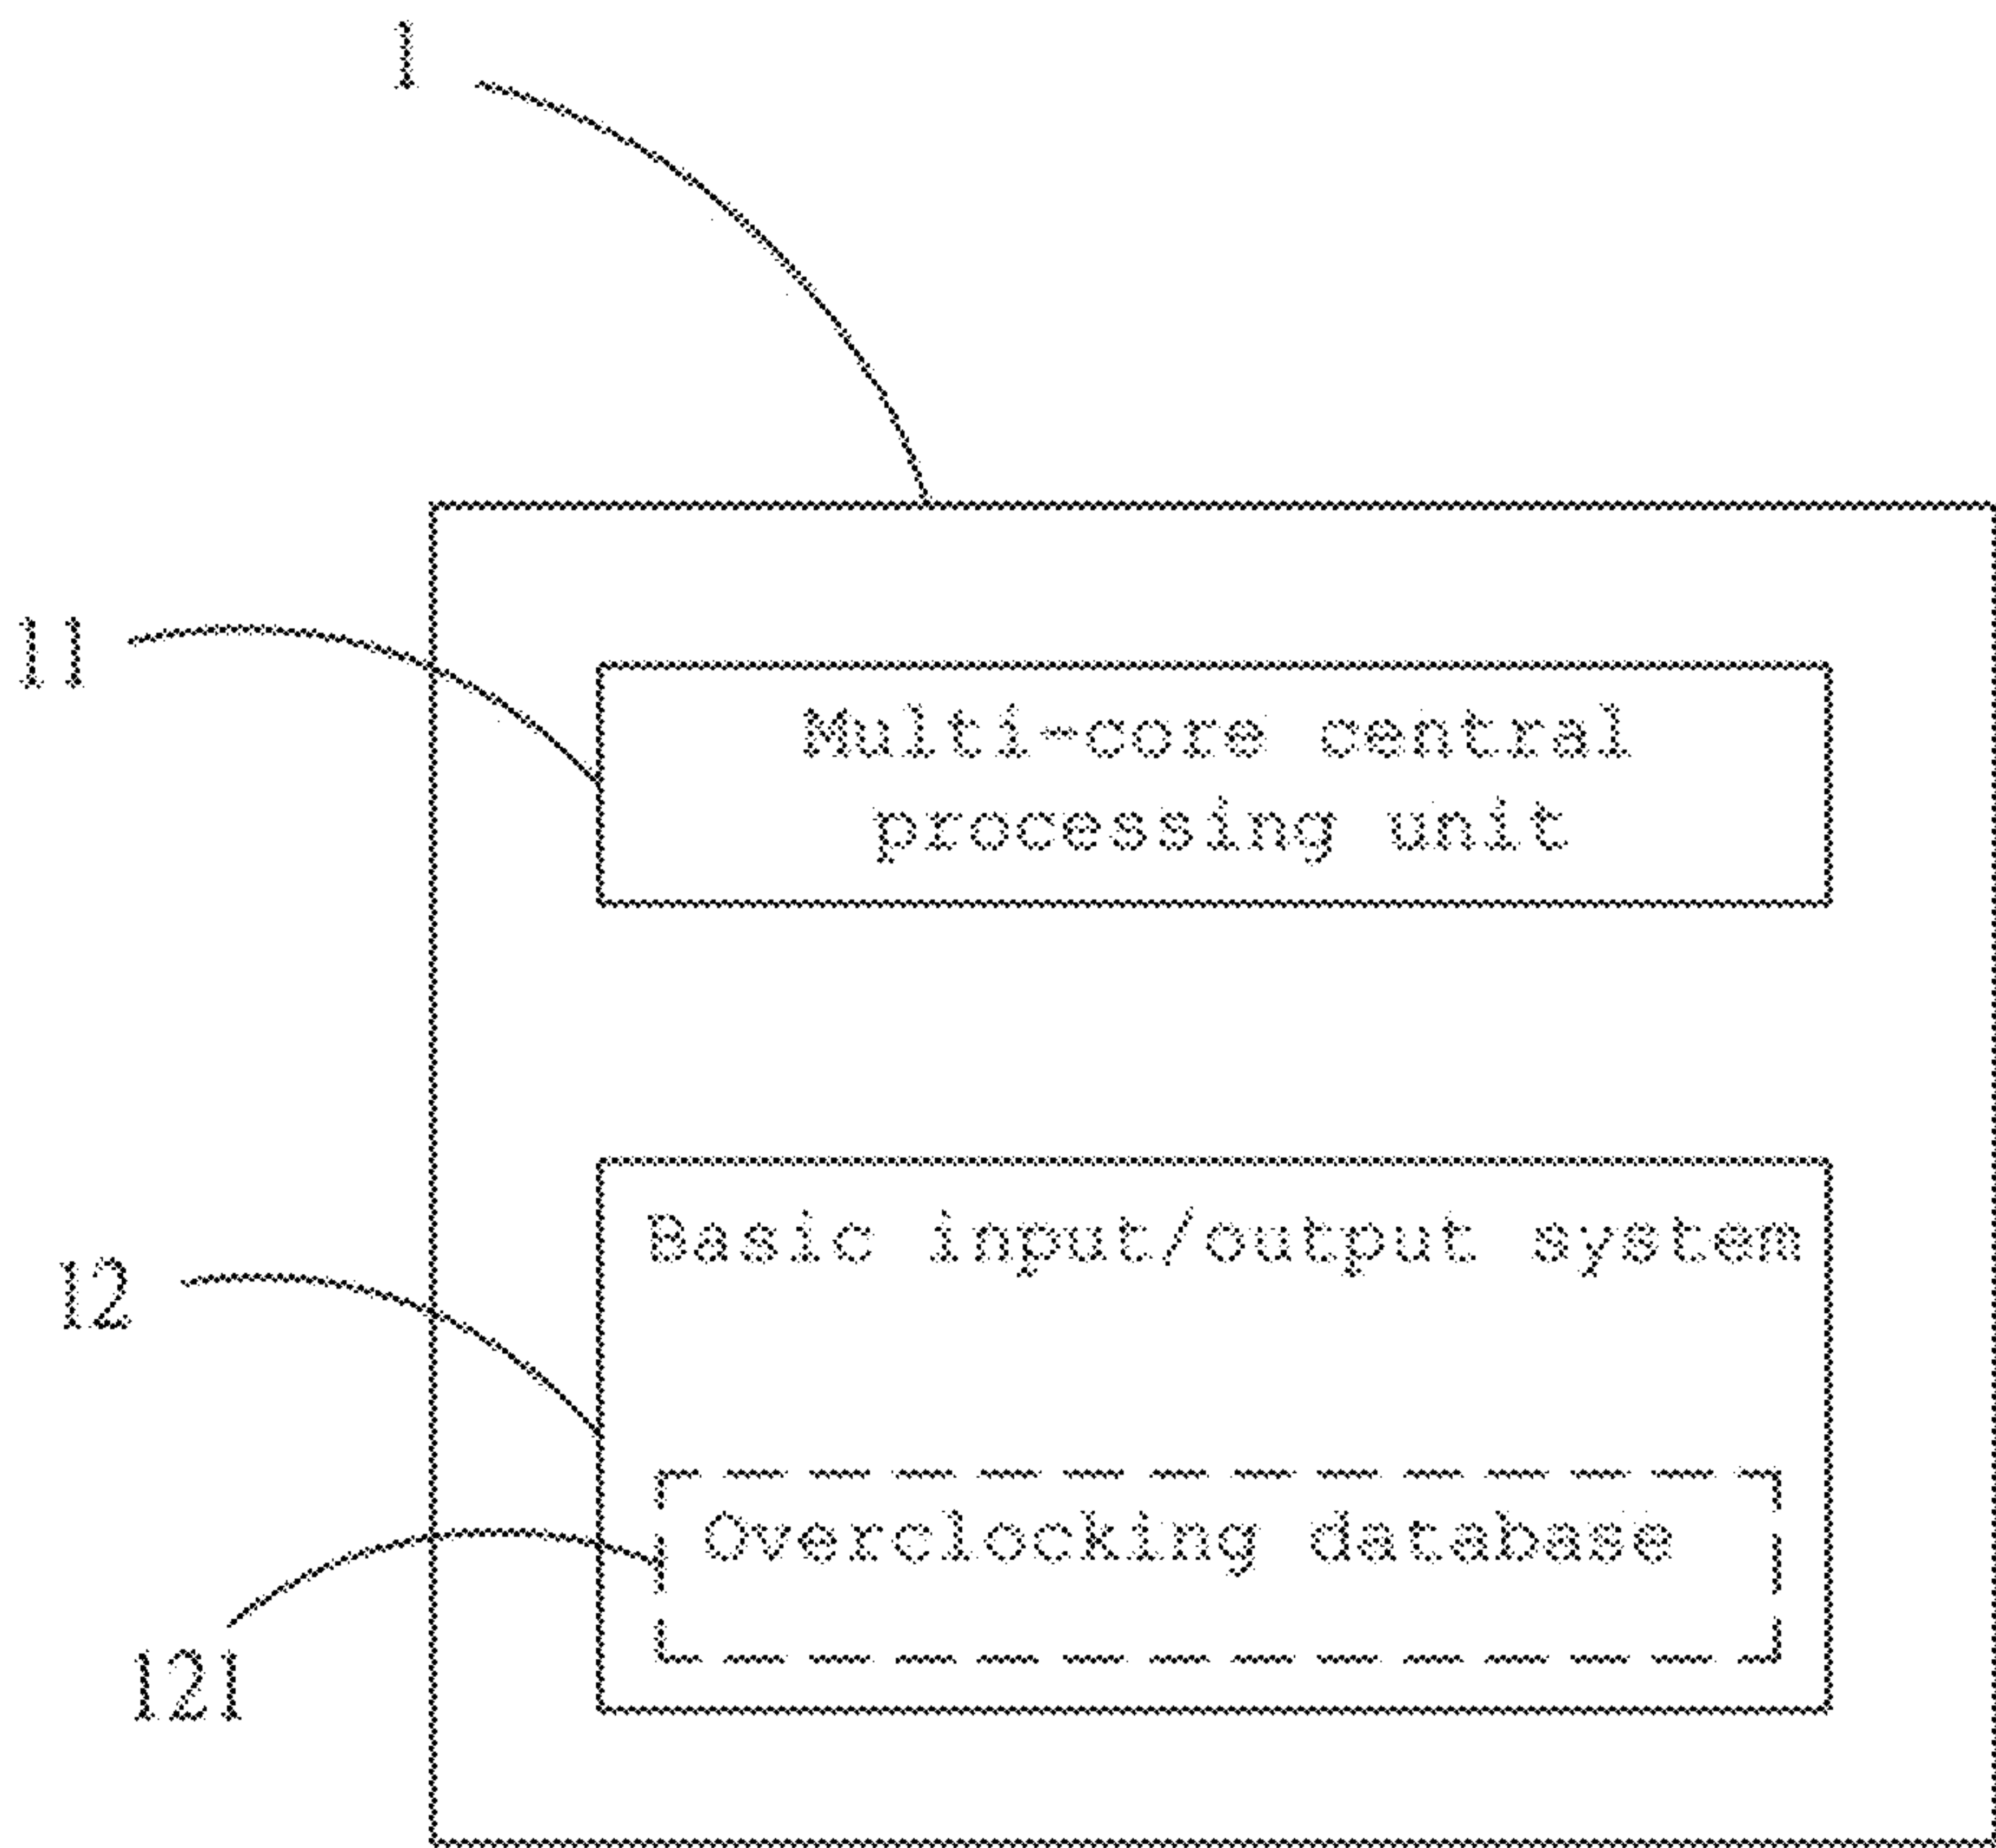 1
11
Multi-core central
processing unit
12
Basic input/output system
Overclocking database
121